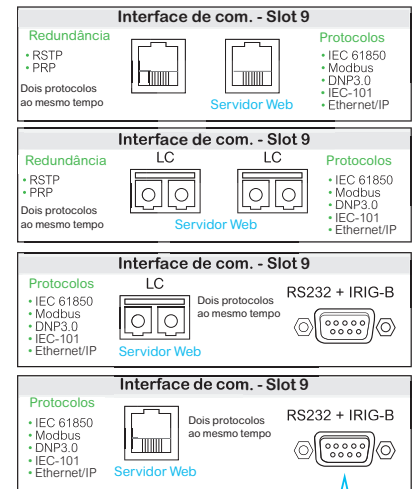 Interface de com. - Slot 9
Redundância
• RSTP
• PRP
Dois protocolos
ao mesmo tempo
Servidor Web
Protocolos
• IEC 61850
• Modbus
• DNP3.0
• IEC-101
• Ethernet/IP
Interface de com. - Slot 9
Redundância
• RSTP
• PRP
Dois protocolos
ao mesmo tempo
LC
LC
Servidor Web
Protocolos
• IEC 61850
• Modbus
• DNP3.0
• IEC-101
• Ethernet/IP
Interface de com. - Slot 9
Protocolos
• IEC 61850
• Modbus
• DNP3.0
• IEC-101
• Ethernet/IP
LC
Servidor Web
Dois protocolos
ao mesmo tempo
RS232 + IRIG-B
Interface de com. - Slot 9
Protocolos
• IEC 61850
• Modbus
• DNP3.0
• IEC-101
• Ethernet/IP
Servidor Web
Dois protocolos
ao mesmo tempo
RS232 + IRIG-B